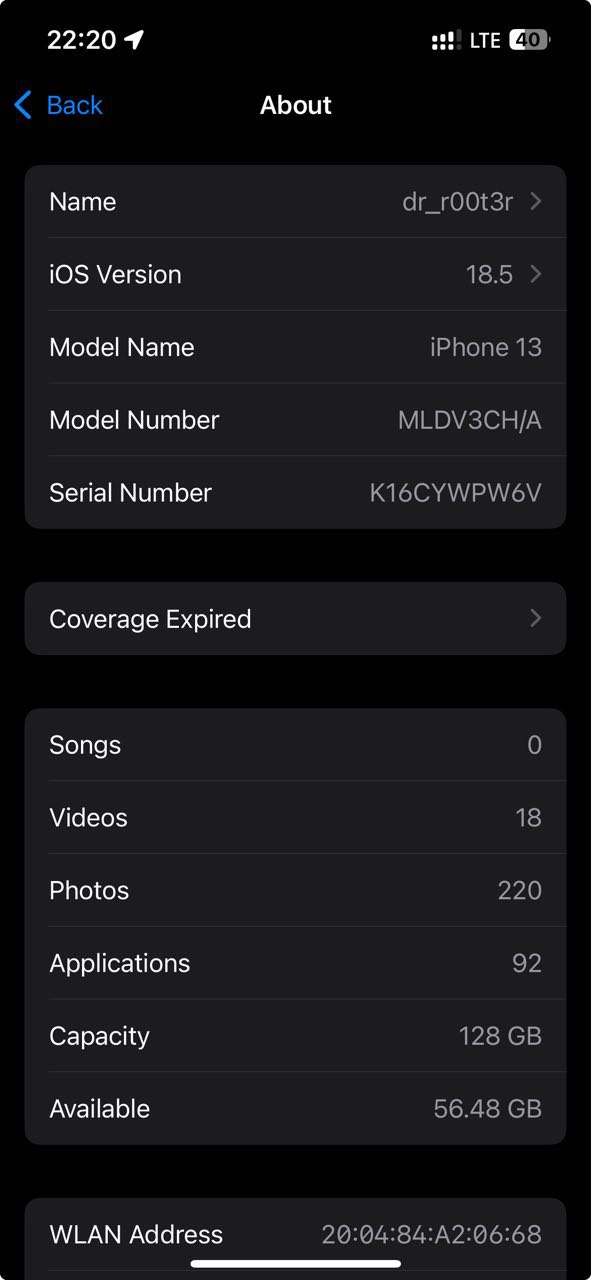 22:20 LTE 40
Back About
Name dr_r00t3r
iOS Version 18.5
Model Name iPhone 13
Model Number MLDV3CH/A
Serial Number K16CYWPW6V
Coverage Expired
Songs 0
Videos 18
Photos 220
Applications 92
Capacity 128 GB
Available 56.48 GB
WLAN Address 20:04:84:A2:06:68